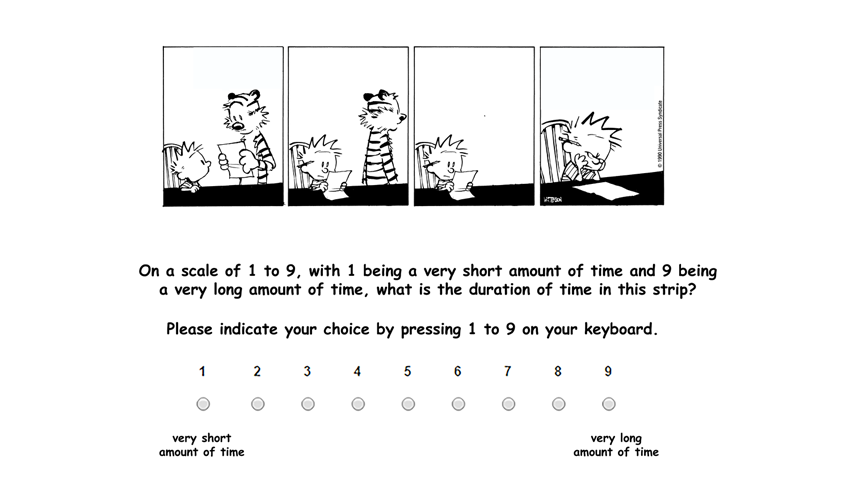 © 1990 Universal Press Syndicate
On a scale of 1 to 9, with 1 being a very short amount of time and 9 being
a very long amount of time, what is the duration of time in this strip?
Please indicate your choice by pressing 1 to 9 on your keyboard.
1 2 3 4 5 6 7 8 9
very short
amount of time
very long
amount of time